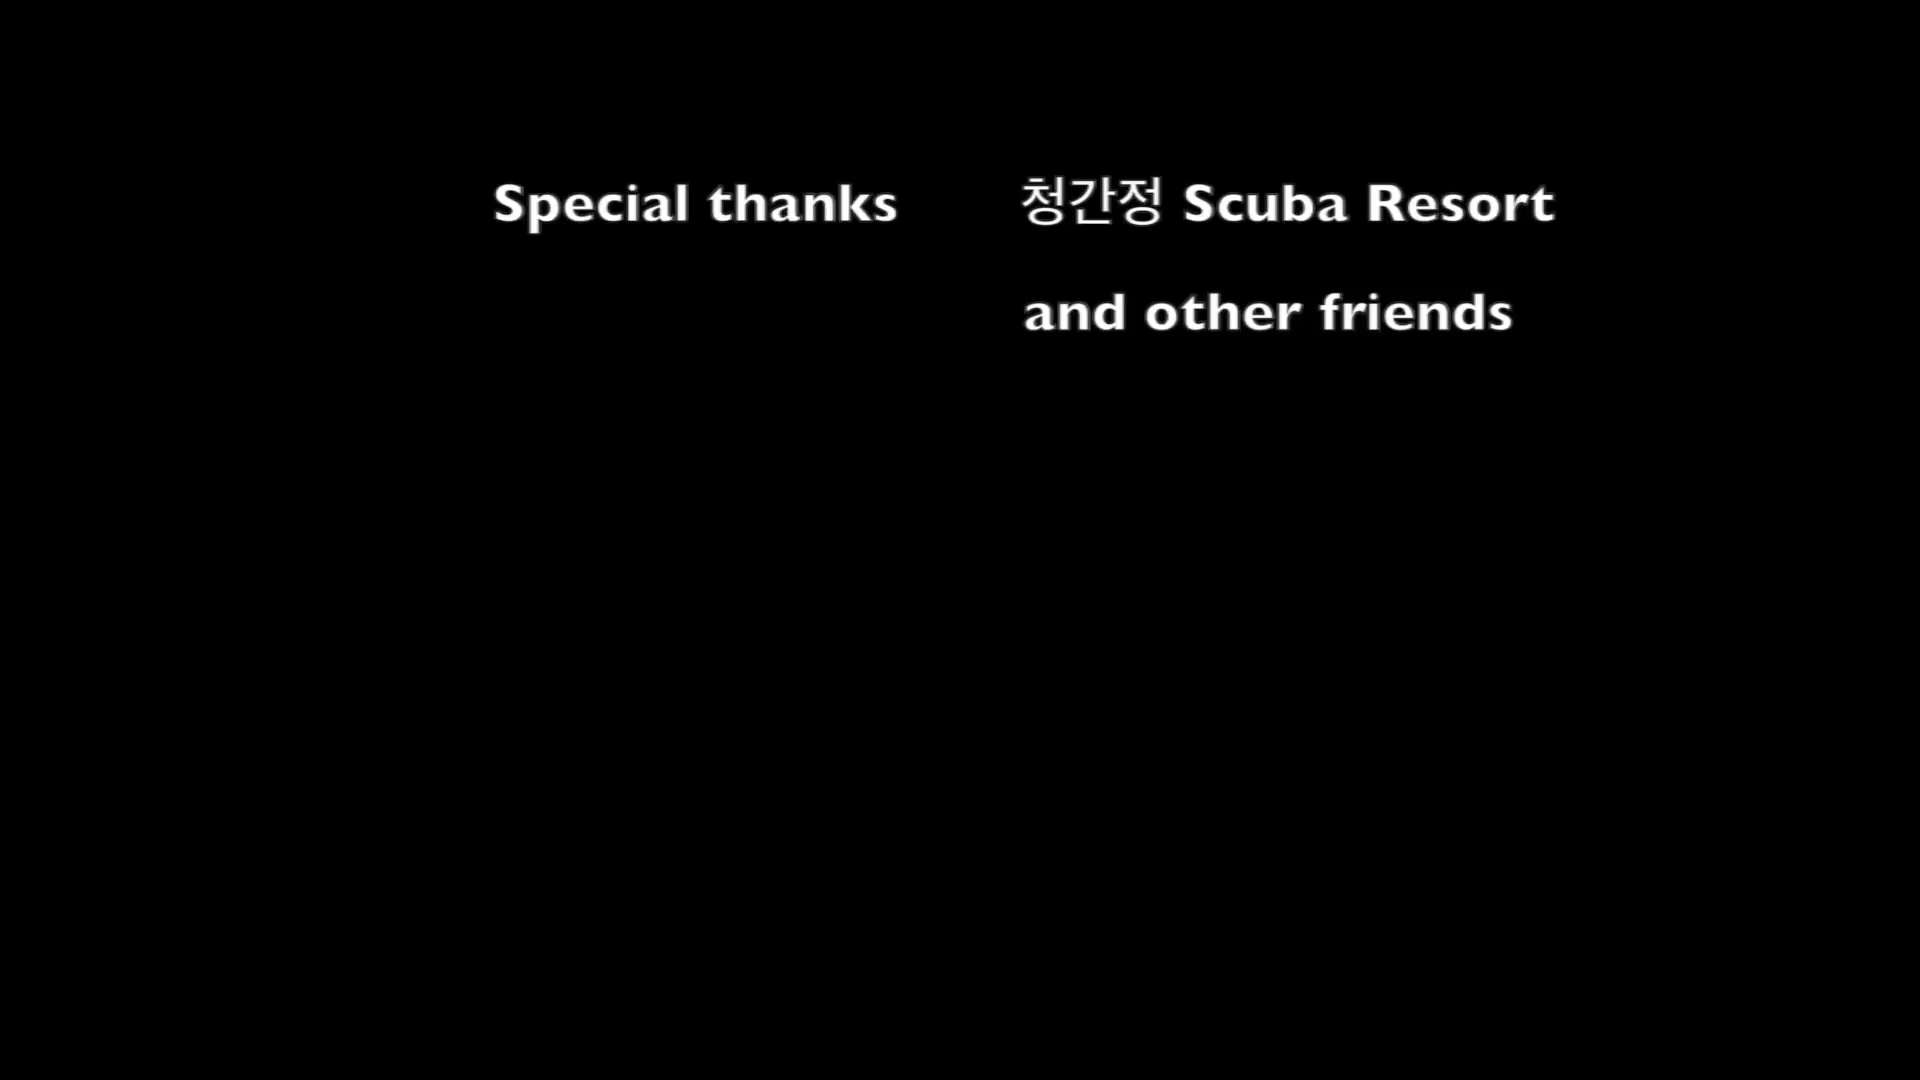 Special thanks 청간정 Scuba Resort
and other friends